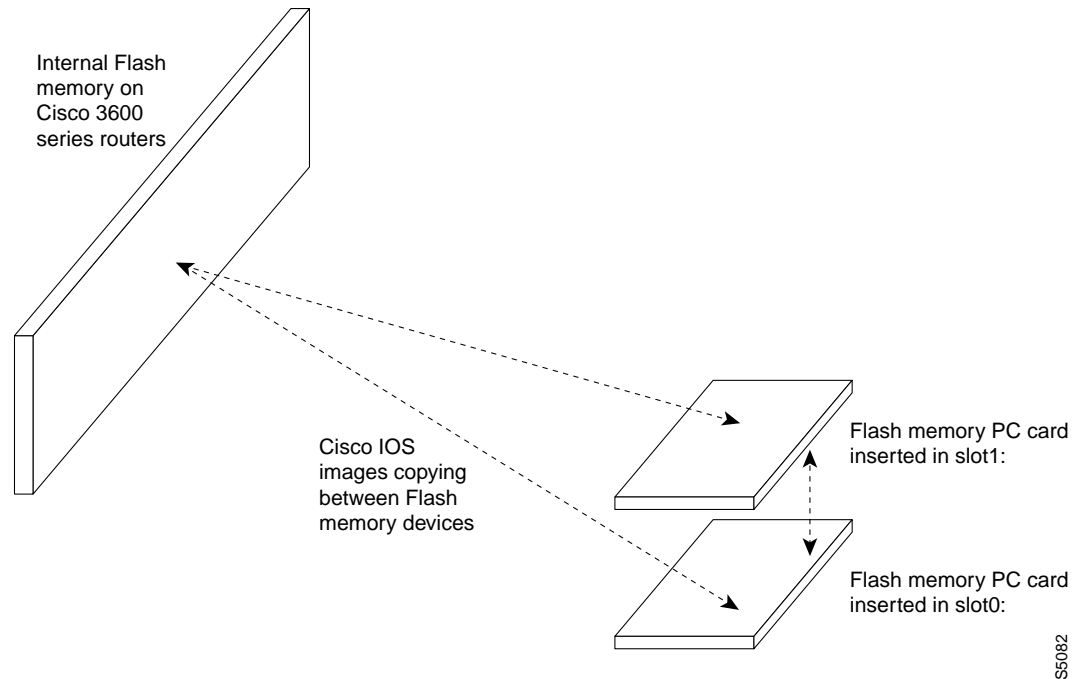 Internal Flash
memory on
Cisco 3600
series routers
Cisco IOS
images copying
between Flash
memory devices
Flash memory PC card
inserted in slot1:
Flash memory PC card
inserted in slot0:
S5082